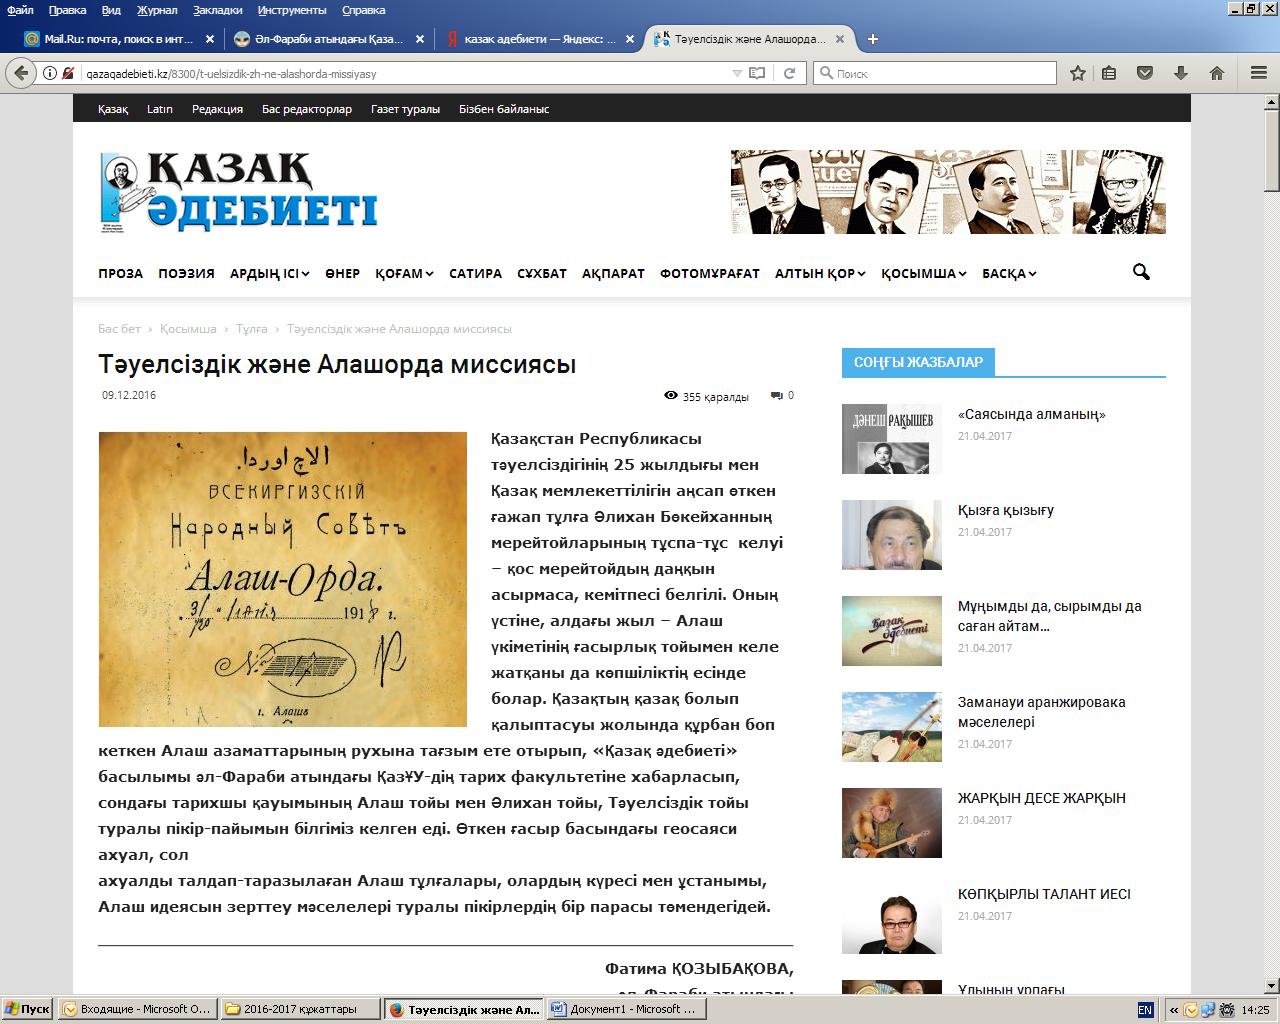 Файл Правка Вид Журнал Закладки Инструменты Справка
Mail.Ru: почта, поиск в инт...
Әл-Фараби атындағы Қаза...
казак адебиети — Яндекс: ...
Тәуелсіздік және Алашорда...
qazaqadebieti.kz/8300/t-uelsizdik-zh-ne-alashorda-missiyasy
Поиск
Қазақ Latın Редакция Бас редакторлар Газет туралы Бізбен байланыс
ҚАЗАҚ
ӘДЕБИЕТІ
ПРОЗА ПОЭЗИЯ АРДЫҢ ІСІ ӨНЕР ҚОҒАМ САТИРА СҰХБАТ АҚПАРАТ ФОТОМҰРАҒАТ АЛТЫН ҚОР ҚОСЫМША БАСҚА
Бас бет › Қосымша › Тұлға › Тәуелсіздік және Алашорда миссиясы
Тәуелсіздік және Алашорда миссиясы
09.12.2016
355 қаралды
0
الاچ اوردا.
ВСЕКИРГИЗСКІЙ
Народный Совѣтъ
Алаш-Орда.
191 г.
г. Алашъ
Қазақстан Республикасы
тәуелсіздігінің 25 жылдығы мен
Қазақ мемлекеттілігін аңсап өткен
ғажап тұлға Әлихан Бөкейханның
мерейтойларының тұспа-тұс келуі
– қос мерейтойдың даңқын
асырмаса, кемітпесі белгілі. Оның
үстіне, алдағы жыл – Алаш
үкіметінің ғасырлық тойымен келе
жатқаны да көпшіліктің есінде
болар. Қазақтың қазақ болып
қалыптасуы жолында құрбан боп
кеткен Алаш азаматтарының рухына тағзым ете отырып, «Қазақ әдебиеті»
басылымы әл-Фараби атындағы ҚазҰУ-дің тарих факультетіне хабарласып,
сондағы тарихшы қауымының Алаш тойы мен Әлихан тойы, Тәуелсіздік тойы
туралы пікір-пайымын білгіміз келген еді. Өткен ғасыр басындағы геосаяси
ахуал, сол
ахуалды талдап-таразылаған Алаш тұлғалары, олардың күресі мен ұстанымы,
Алаш идеясын зерттеу мәселелері туралы пікірлердің бір парасы төмендегідей.
Фатима ҚОЗЫБАҚОВА,
әл-Фараби атындағы
СОҢҒЫ ЖАЗБАЛАР
ДӘНЕШ РАҚЫШЕВ
«Саясында алманың»
21.04.2017
Қызға қызығу
21.04.2017
Қазақ әдебиеті
Мұңымды да, сырымды да
саған айтам...
21.04.2017
Заманауи аранжировака
мәселелері
21.04.2017
ЖАРҚЫН ДЕСЕ ЖАРҚЫН
21.04.2017
КӨПҚЫРЛЫ ТАЛАНТ ИЕСІ
21.04.2017
Ұлының ұрпағы
Пуск
Входящие - Microsoft O...
2016-2017 құжаттары
Тәуелсіздік және Ал...
Документ1 - Microsoft ...
EN
14:25